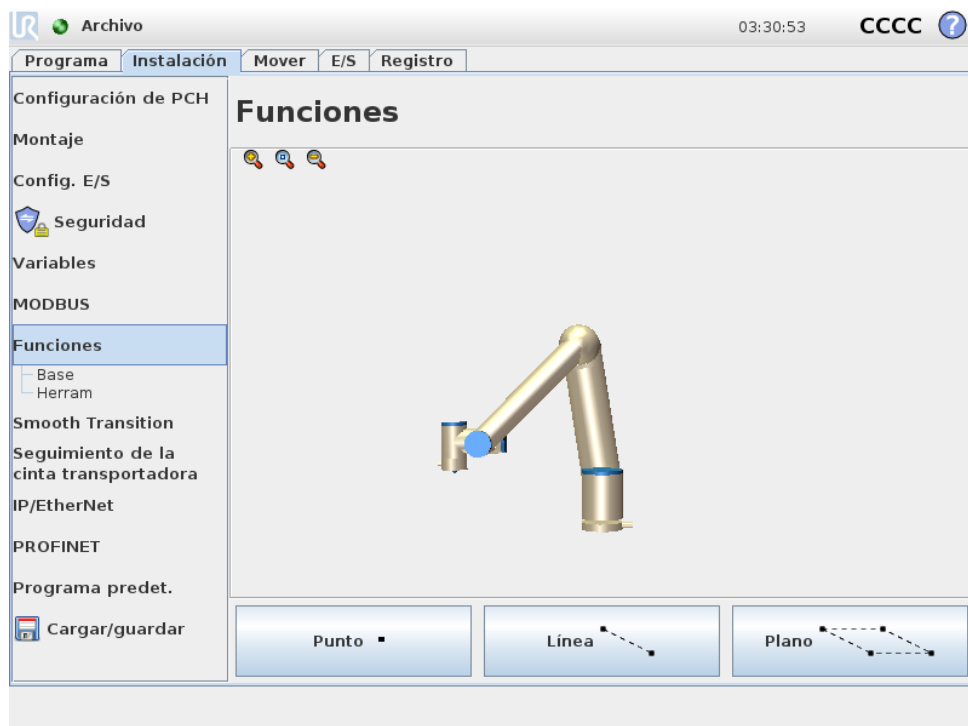 UR Archivo 03:30:53 CCCC ?
Programa Instalación Mover E/S Registro
Configuración de PCH
Montaje
Config. E/S
Seguridad
Variables
MODBUS
Funciones
Base
Herram
Smooth Transition
Seguimiento de la
cinta transportadora
IP/EtherNet
PROFINET
Programa predet.
Cargar/guardar
Funciones
Punto
Línea
Plano